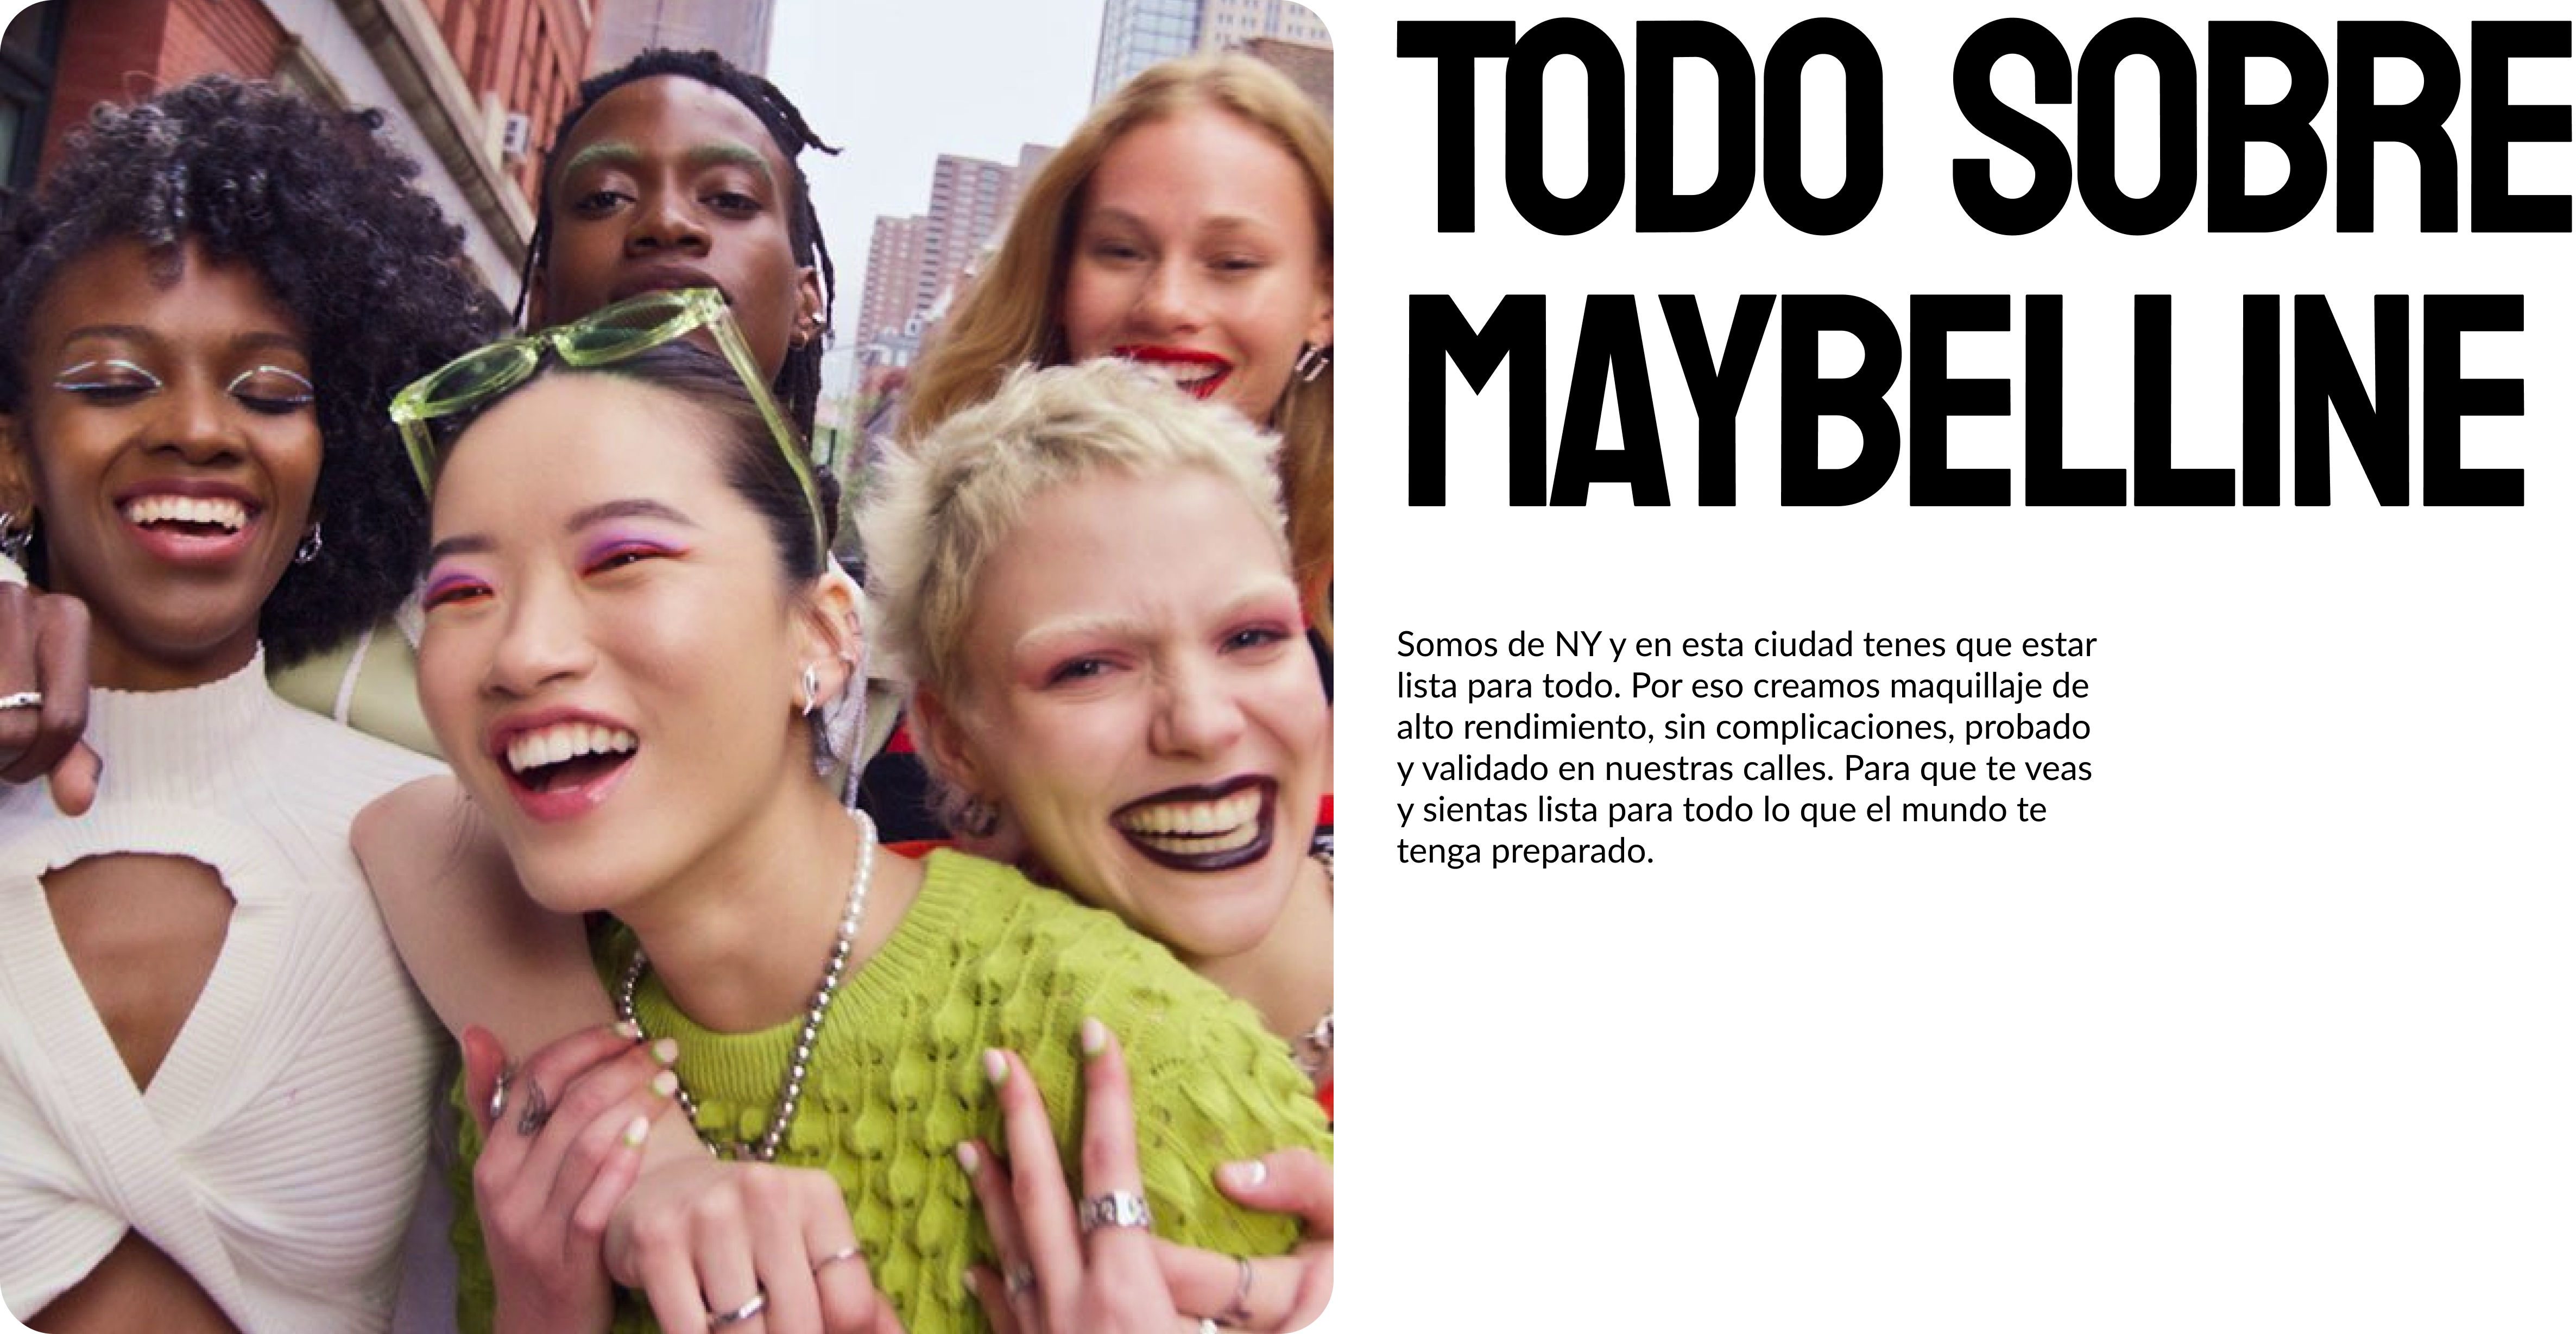 TODO SOBRE
MAYBELLINE
Somos de NY y en esta ciudad tenes que estar
lista para todo. Por eso creamos maquillaje de
alto rendimiento, sin complicaciones, probado
y validado en nuestras calles. Para que te veas
y sientas lista para todo lo que el mundo te
tenga preparado.